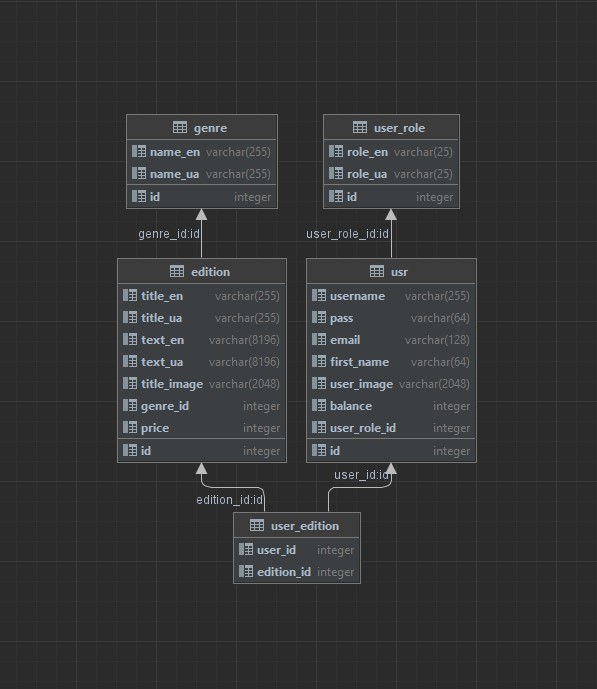 genre
name_en varchar(255)
name_ua varchar(255)
id integer
user_role
role_en varchar(25)
role_ua varchar(25)
id integer
genre_id:id
user_role_id:id
edition
title_en varchar(255)
title_ua varchar(255)
text_en varchar(8196)
text_ua varchar(8196)
title_image varchar(2048)
genre_id integer
price integer
id integer
usr
username varchar(255)
pass varchar(64)
email varchar(128)
first_name varchar(64)
user_image varchar(2048)
balance integer
user_role_id integer
id integer
edition_id:id
user_id:id
user_edition
user_id integer
edition_id integer